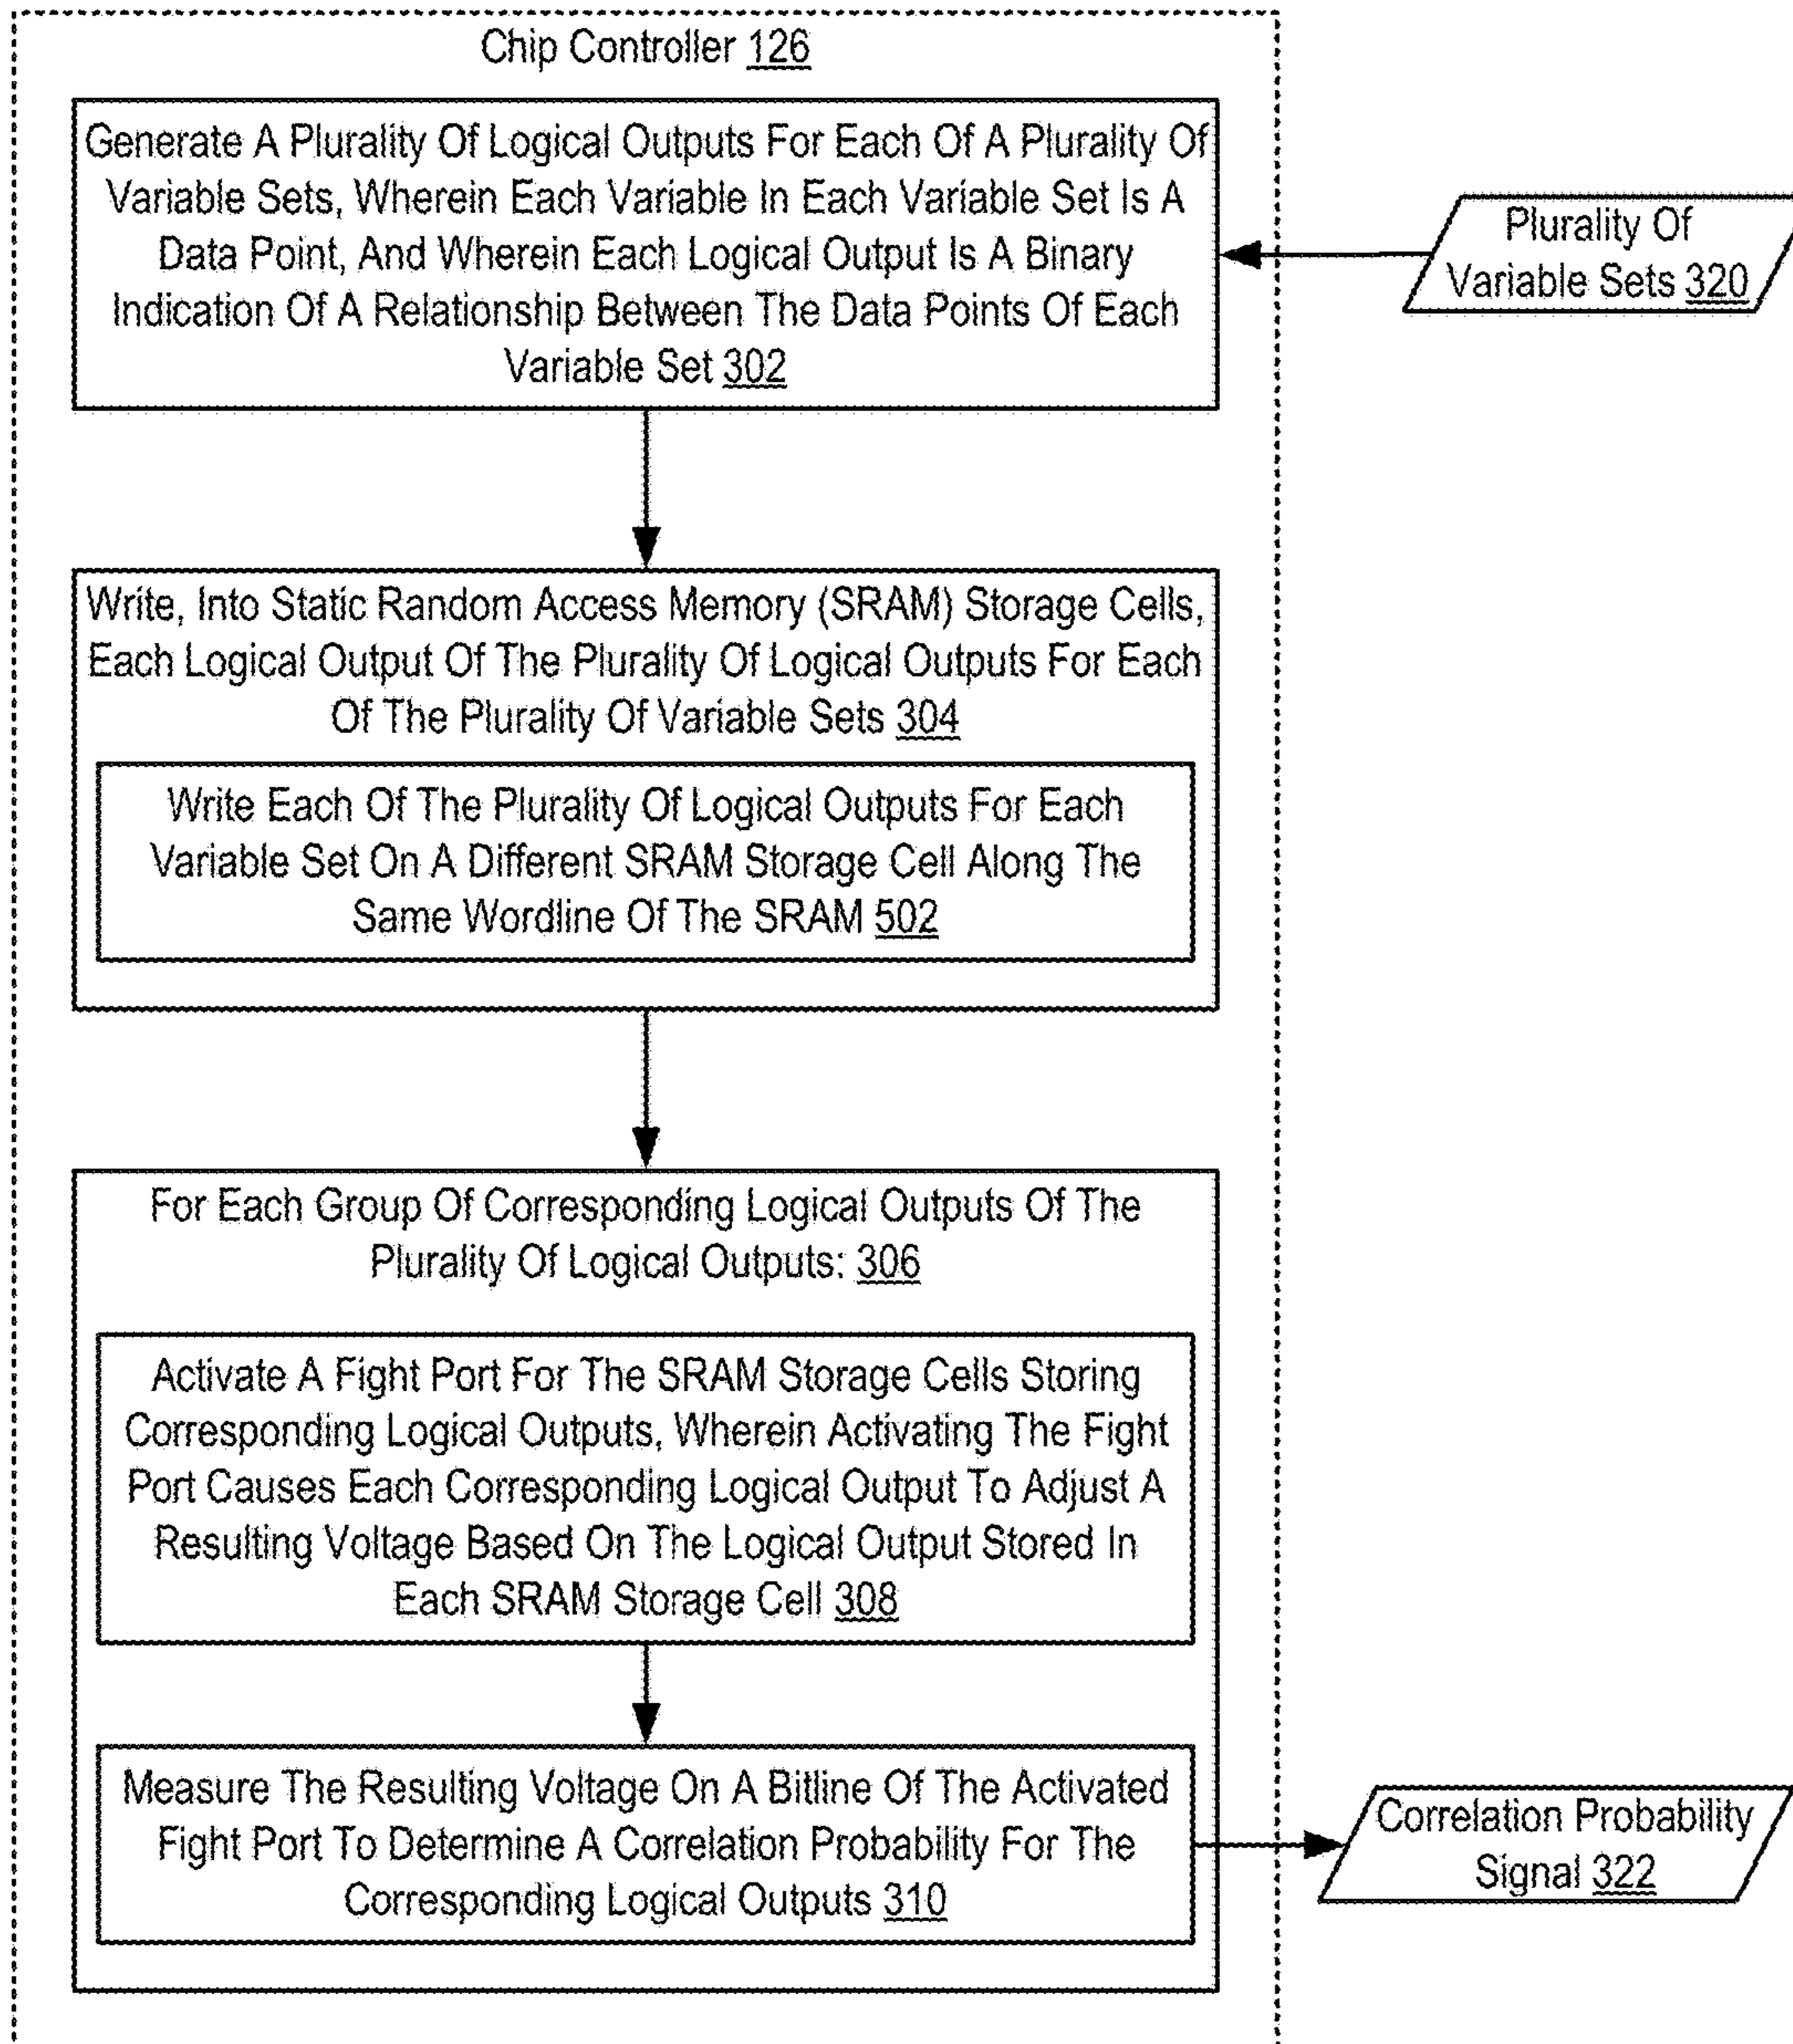 Chip Controller 126
Generate A Plurality Of Logical Outputs For Each Of A Plurality Of
Variable Sets, Wherein Each Variable In Each Variable Set Is A
Data Point, And Wherein Each Logical Output Is A Binary
Indication Of A Relationship Between The Data Points Of Each
Variable Set 302
Plurality Of
Variable Sets 320
Write, Into Static Random Access Memory (SRAM) Storage Cells,
Each Logical Output Of The Plurality Of Logical Outputs For Each
Of The Plurality Of Variable Sets 304
Write Each Of The Plurality Of Logical Outputs For Each
Variable Set On A Different SRAM Storage Cell Along The
Same Wordline Of The SRAM 502
For Each Group Of Corresponding Logical Outputs Of The
Plurality Of Logical Outputs: 306
Activate A Fight Port For The SRAM Storage Cells Storing
Corresponding Logical Outputs, Wherein Activating The Fight
Port Causes Each Corresponding Logical Output To Adjust A
Resulting Voltage Based On The Logical Output Stored In
Each SRAM Storage Cell 308
Measure The Resulting Voltage On A Bitline Of The Activated
Fight Port To Determine A Correlation Probability For The
Corresponding Logical Outputs 310
Correlation Probability
Signal 322